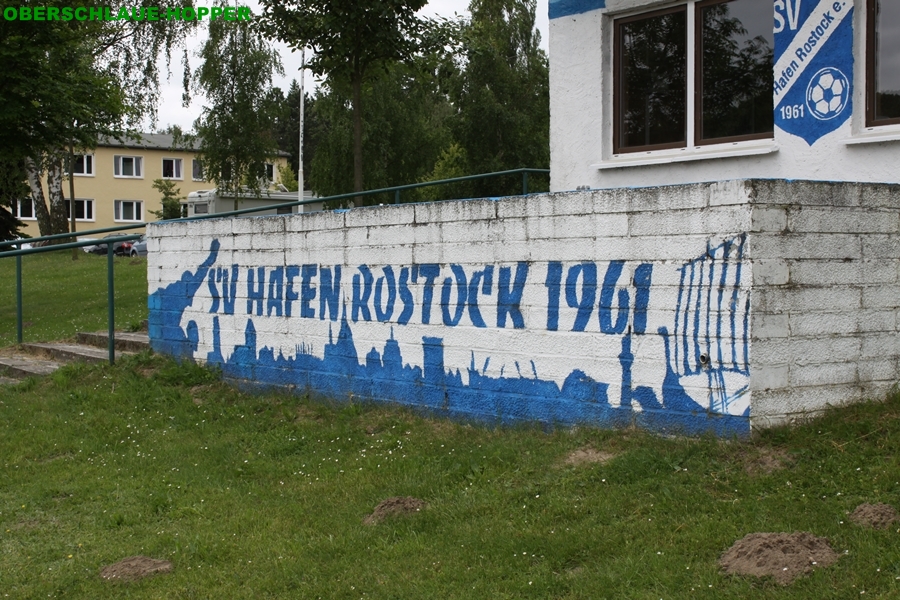 OBERSCHLAUE HOPPER
SV
Hafen Rostock e.
1961
SV HAFEN ROSTOCK 1961